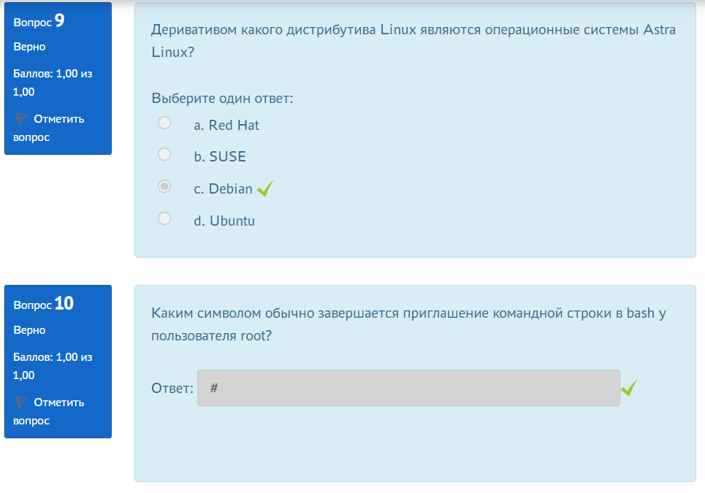 Вопрос 9
Верно
Баллов: 1,00 из
1,00
Отметить
вопрос
Деривативом какого дистрибутива Linux являются операционные системы Astra
Linux?
Выберите один ответ:
a. Red Hat
b. SUSE
c. Debian
d. Ubuntu
Вопрос 10
Верно
Баллов: 1,00 из
1,00
Отметить
вопрос
Каким символом обычно завершается приглашение командной строки в bash у
пользователя root?
Ответ: #